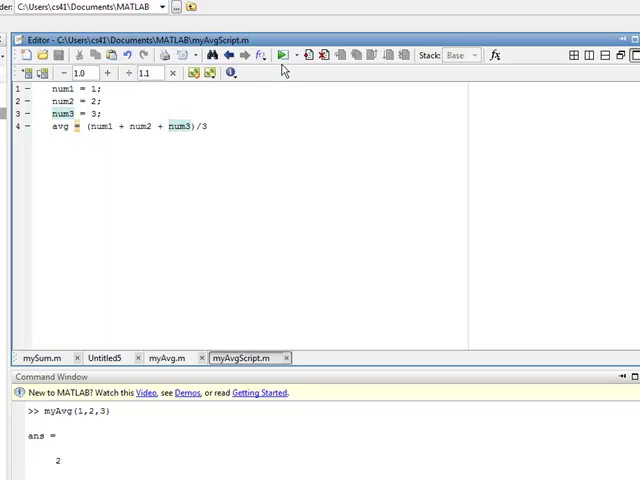 der: C:\Users\cs41\Documents\MATLAB
Editor - C:\Users\cs41\Documents\MATLAB\myAvgScript.m
Stack: Base fx
− 1.0 + ÷ 1.1 ×
1 − num1 = 1;
2 − num2 = 2;
3 − num3 = 3;
4 − avg = (num1 + num2 + num3)/3
mySum.m × Untitled5 × myAvg.m × myAvgScript.m ×
Command Window
New to MATLAB? Watch this Video, see Demos, or read Getting Started.
>> myAvg(1,2,3)
ans =
2